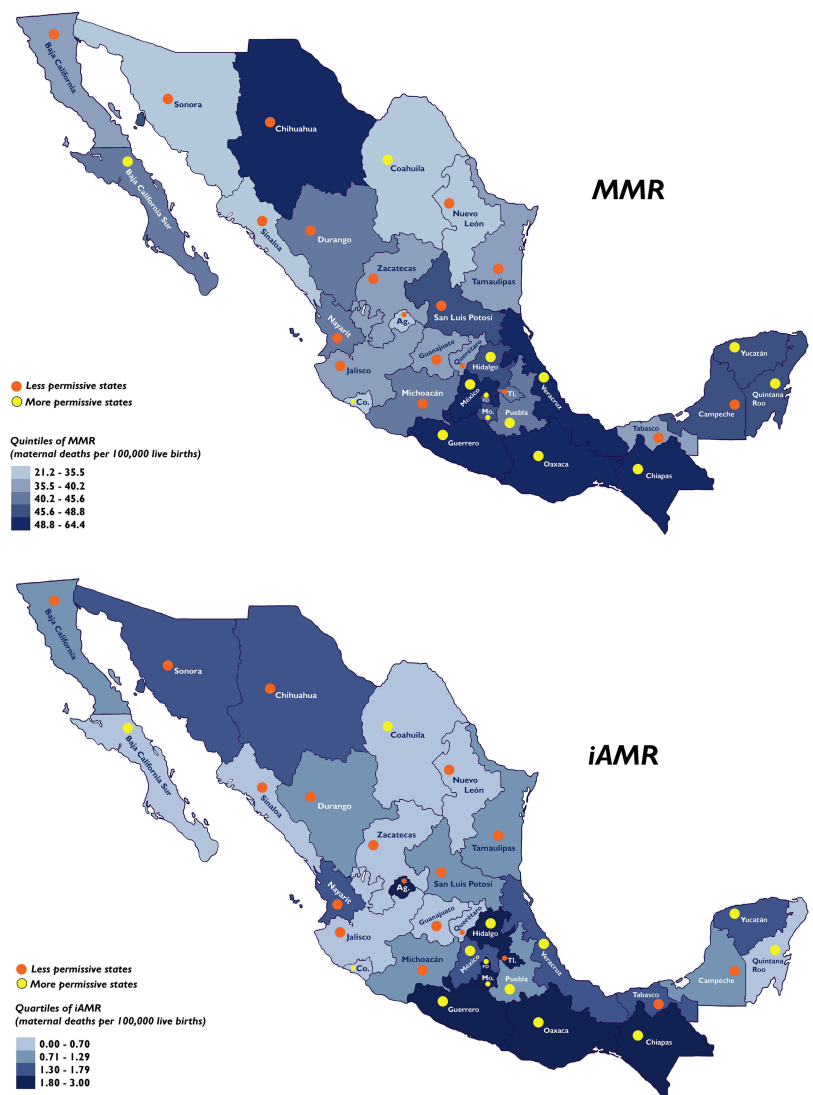 Baja California
Sonora
Chihuahua
Coahuila
MMR
Baja California Sur
Nuevo
León
Sinaloa
Durango
Zacatecas
Tamaulipas
Ag.
San Luis Potosí
Nayarit
Guanajuato
Querétaro
Hidalgo
Yucatán
Jalisco
Less permissive states
More permissive states
Michoacán
México
FD
Tl.
Veracruz
Quintana
Roo
Co.
Mo.
Puebla
Campeche
Tabasco
Guerrero
Oaxaca
Chiapas
Quintiles of MMR
(maternal deaths per 100,000 live births)
21.2 - 35.5
35.5 - 40.2
40.2 - 45.6
45.6 - 48.8
48.8 - 64.4
Baja California
Sonora
Chihuahua
Coahuila
iAMR
Baja California Sur
Nuevo
León
Sinaloa
Durango
Zacatecas
Tamaulipas
Ag.
San Luis Potosí
Nayarit
Guanajuato
Querétaro
Hidalgo
Yucatán
Jalisco
Michoacán
México
FD
Tl.
Veracruz
Quintana
Roo
Co.
Mo.
Puebla
Campeche
Less permissive states
More permissive states
Tabasco
Guerrero
Oaxaca
Chiapas
Quartiles of iAMR
(maternal deaths per 100,000 live births)
0.00 - 0.70
0.71 - 1.29
1.30 - 1.79
1.80 - 3.00